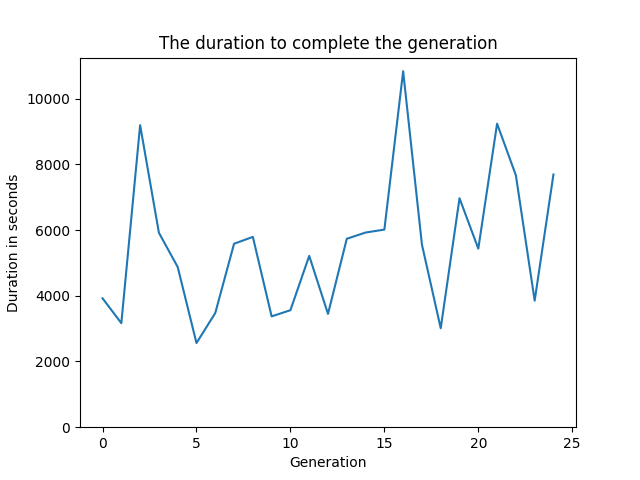 The duration to complete the generation
10000
8000
6000
4000
2000
0
Duration in seconds
0 5 10 15 20 25
Generation